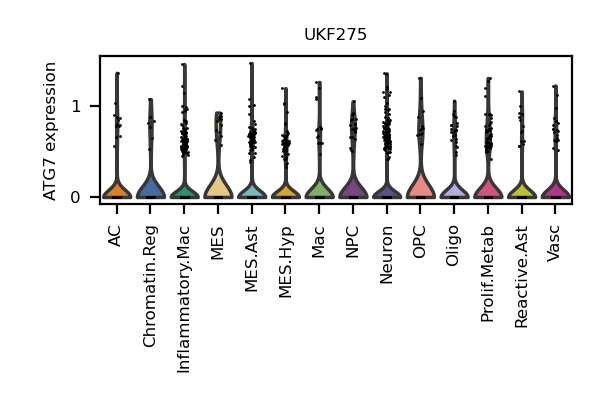 UKF275
ATG7 expression
1
0
AC
Chromatin.Reg
Inflammatory.Mac
MES
MES.Ast
MES.Hyp
Mac
NPC
Neuron
OPC
Oligo
Prolif.Metab
Reactive.Ast
Vasc